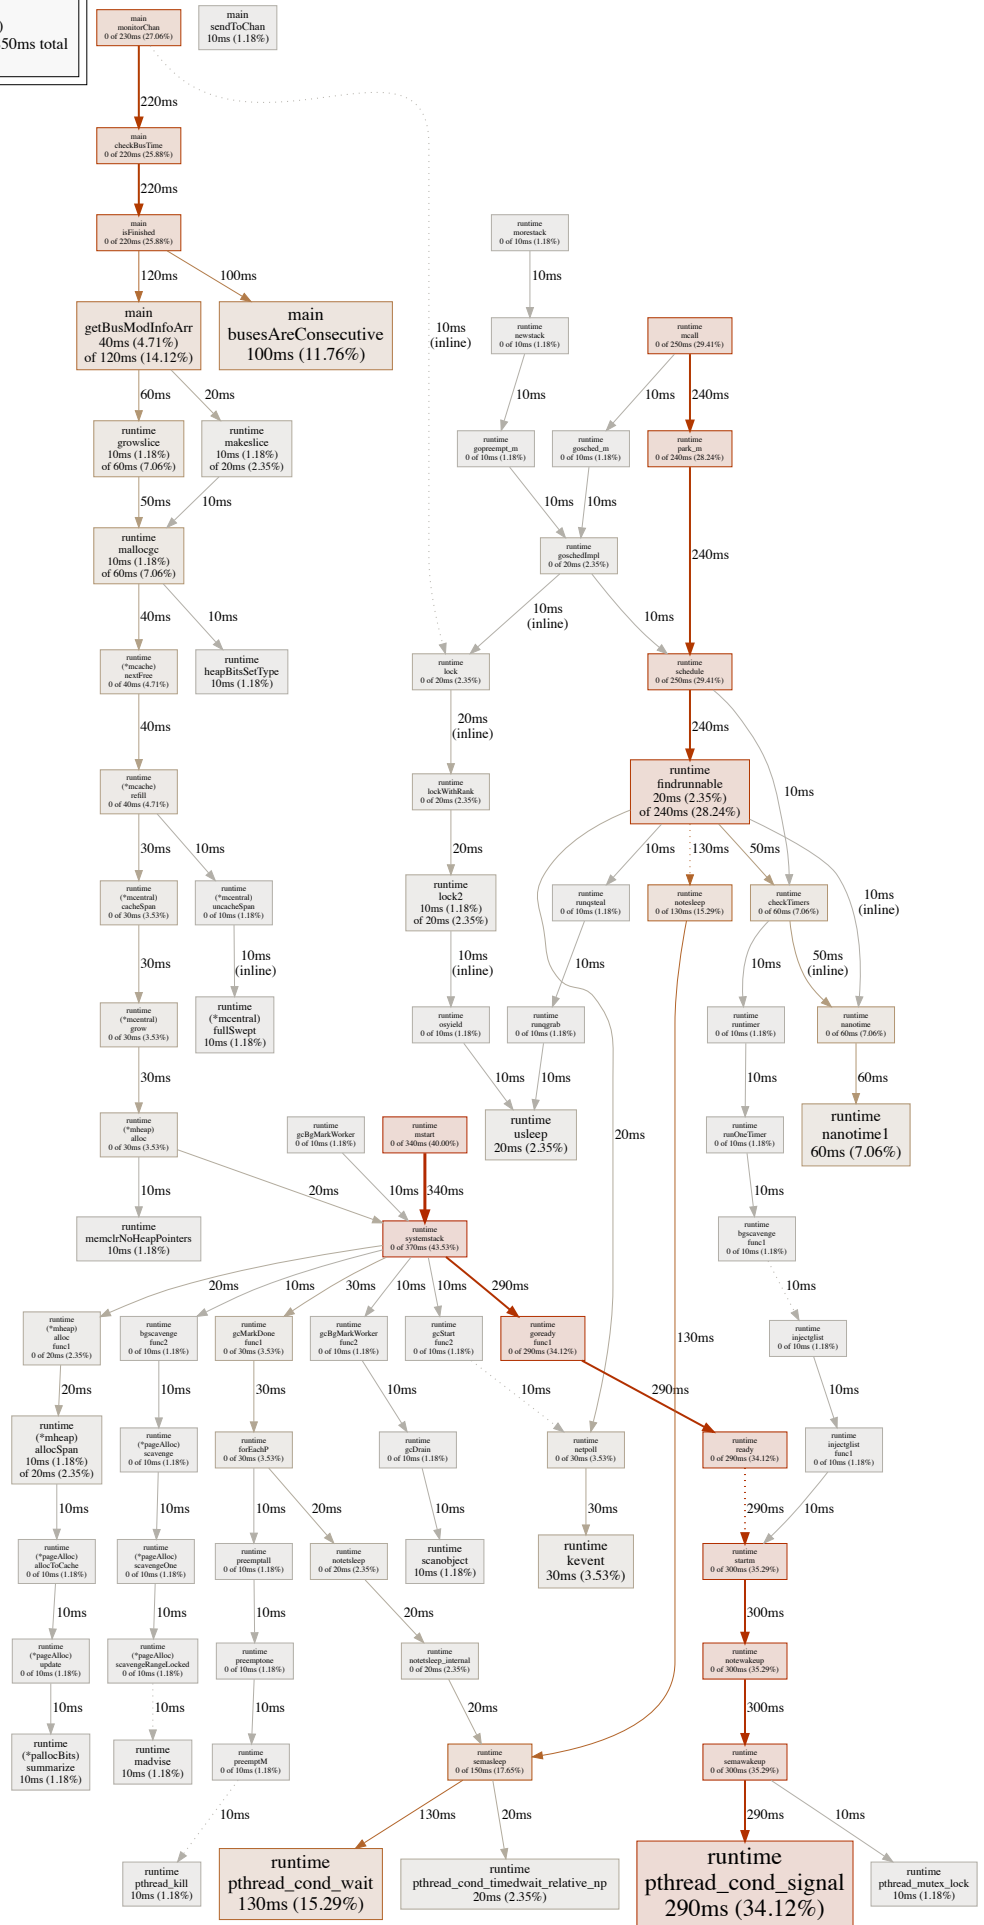 )
50ms total
main
monitorChan
0 of 230ms (27.06%)
main
sendToChan
10ms (1.18%)
220ms
main
checkBusTime
0 of 220ms (25.88%)
220ms
main
isFinished
0 of 220ms (25.88%)
runtime
morestack
0 of 10ms (1.18%)
120ms
100ms
10ms
main
getBusModInfoArr
40ms (4.71%)
of 120ms (14.12%)
main
busesAreConsecutive
100ms (11.76%)
10ms
(inline)
runtime
newstack
0 of 10ms (1.18%)
runtime
mcall
0 of 250ms (29.41%)
60ms
20ms
10ms
10ms
240ms
runtime
growslice
10ms (1.18%)
of 60ms (7.06%)
runtime
makeslice
10ms (1.18%)
of 20ms (2.35%)
runtime
gopreempt_m
0 of 10ms (1.18%)
runtime
gosched_m
0 of 10ms (1.18%)
runtime
park_m
0 of 240ms (28.24%)
50ms
10ms
10ms
10ms
runtime
mallocgc
10ms (1.18%)
of 60ms (7.06%)
runtime
goschedImpl
0 of 20ms (2.35%)
240ms
40ms
10ms
10ms
(inline)
10ms
runtime
(*mcache)
nextFree
0 of 40ms (4.71%)
runtime
heapBitsSetType
10ms (1.18%)
runtime
lock
0 of 20ms (2.35%)
runtime
schedule
0 of 250ms (29.41%)
40ms
20ms
(inline)
240ms
runtime
(*mcache)
refill
0 of 40ms (4.71%)
runtime
lockWithRank
0 of 20ms (2.35%)
runtime
findrunnable
20ms (2.35%)
of 240ms (28.24%)
10ms
30ms
10ms
20ms
10ms
130ms
50ms
runtime
(*mcentral)
cacheSpan
0 of 30ms (3.53%)
runtime
(*mcentral)
uncacheSpan
0 of 10ms (1.18%)
runtime
lock2
10ms (1.18%)
of 20ms (2.35%)
runtime
runqsteal
0 of 10ms (1.18%)
runtime
notesleep
0 of 130ms (15.29%)
runtime
checkTimers
0 of 60ms (7.06%)
10ms
(inline)
30ms
10ms
(inline)
10ms
(inline)
10ms
10ms
50ms
(inline)
runtime
(*mcentral)
grow
0 of 30ms (3.53%)
runtime
(*mcentral)
fullSwept
10ms (1.18%)
runtime
osyield
0 of 10ms (1.18%)
runtime
runqgrab
0 of 10ms (1.18%)
runtime
runtimer
0 of 10ms (1.18%)
runtime
nanotime
0 of 60ms (7.06%)
30ms
10ms
10ms
10ms
60ms
runtime
(*mheap)
alloc
0 of 30ms (3.53%)
runtime
gcBgMarkWorker
0 of 10ms (1.18%)
runtime
mstart
0 of 340ms (40.00%)
runtime
usleep
20ms (2.35%)
20ms
runtime
runOneTimer
0 of 10ms (1.18%)
runtime
nanotime1
60ms (7.06%)
10ms
20ms
10ms
340ms
10ms
runtime
memclrNoHeapPointers
10ms (1.18%)
runtime
systemstack
0 of 370ms (43.53%)
runtime
bgscavenge
func1
0 of 10ms (1.18%)
20ms
10ms
30ms
10ms
10ms
290ms
10ms
runtime
(*mheap)
alloc
func1
0 of 20ms (2.35%)
runtime
bgscavenge
func2
0 of 10ms (1.18%)
runtime
gcMarkDone
func1
0 of 30ms (3.53%)
runtime
gcBgMarkWorker
func2
0 of 10ms (1.18%)
runtime
gcStart
func2
0 of 10ms (1.18%)
runtime
goready
func1
0 of 290ms (34.12%)
130ms
runtime
injectglist
0 of 10ms (1.18%)
20ms
10ms
30ms
10ms
10ms
290ms
10ms
runtime
(*mheap)
allocSpan
10ms (1.18%)
of 20ms (2.35%)
runtime
(*pageAlloc)
scavenge
0 of 10ms (1.18%)
runtime
forEachP
0 of 30ms (3.53%)
runtime
gcDrain
0 of 10ms (1.18%)
runtime
netpoll
0 of 30ms (3.53%)
runtime
ready
0 of 290ms (34.12%)
runtime
injectglist
func1
0 of 10ms (1.18%)
10ms
10ms
10ms
20ms
10ms
30ms
290ms
10ms
runtime
(*pageAlloc)
allocToCache
0 of 10ms (1.18%)
runtime
(*pageAlloc)
scavengeOne
0 of 10ms (1.18%)
runtime
preemptall
0 of 10ms (1.18%)
runtime
notetsleep
0 of 20ms (2.35%)
runtime
scanobject
10ms (1.18%)
runtime
kevent
30ms (3.53%)
runtime
startm
0 of 300ms (35.29%)
10ms
10ms
10ms
20ms
300ms
runtime
(*pageAlloc)
update
0 of 10ms (1.18%)
runtime
(*pageAlloc)
scavengeRangeLocked
0 of 10ms (1.18%)
runtime
preemptone
0 of 10ms (1.18%)
runtime
notetsleep_internal
0 of 20ms (2.35%)
runtime
notewakeup
0 of 300ms (35.29%)
10ms
10ms
10ms
20ms
300ms
runtime
(*pallocBits)
summarize
10ms (1.18%)
runtime
madvise
10ms (1.18%)
runtime
preemptM
0 of 10ms (1.18%)
runtime
semasleep
0 of 150ms (17.65%)
runtime
semawakeup
0 of 300ms (35.29%)
10ms
130ms
20ms
290ms
10ms
runtime
pthread_kill
10ms (1.18%)
runtime
pthread_cond_wait
130ms (15.29%)
runtime
pthread_cond_timedwait_relative_np
20ms (2.35%)
runtime
pthread_cond_signal
290ms (34.12%)
runtime
pthread_mutex_lock
10ms (1.18%)